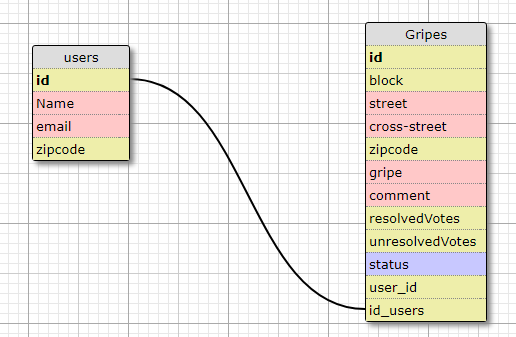 users
id
Name
email
zipcode
Gripes
id
block
street
cross-street
zipcode
gripe
comment
resolvedVotes
unresolvedVotes
status
user_id
id_users